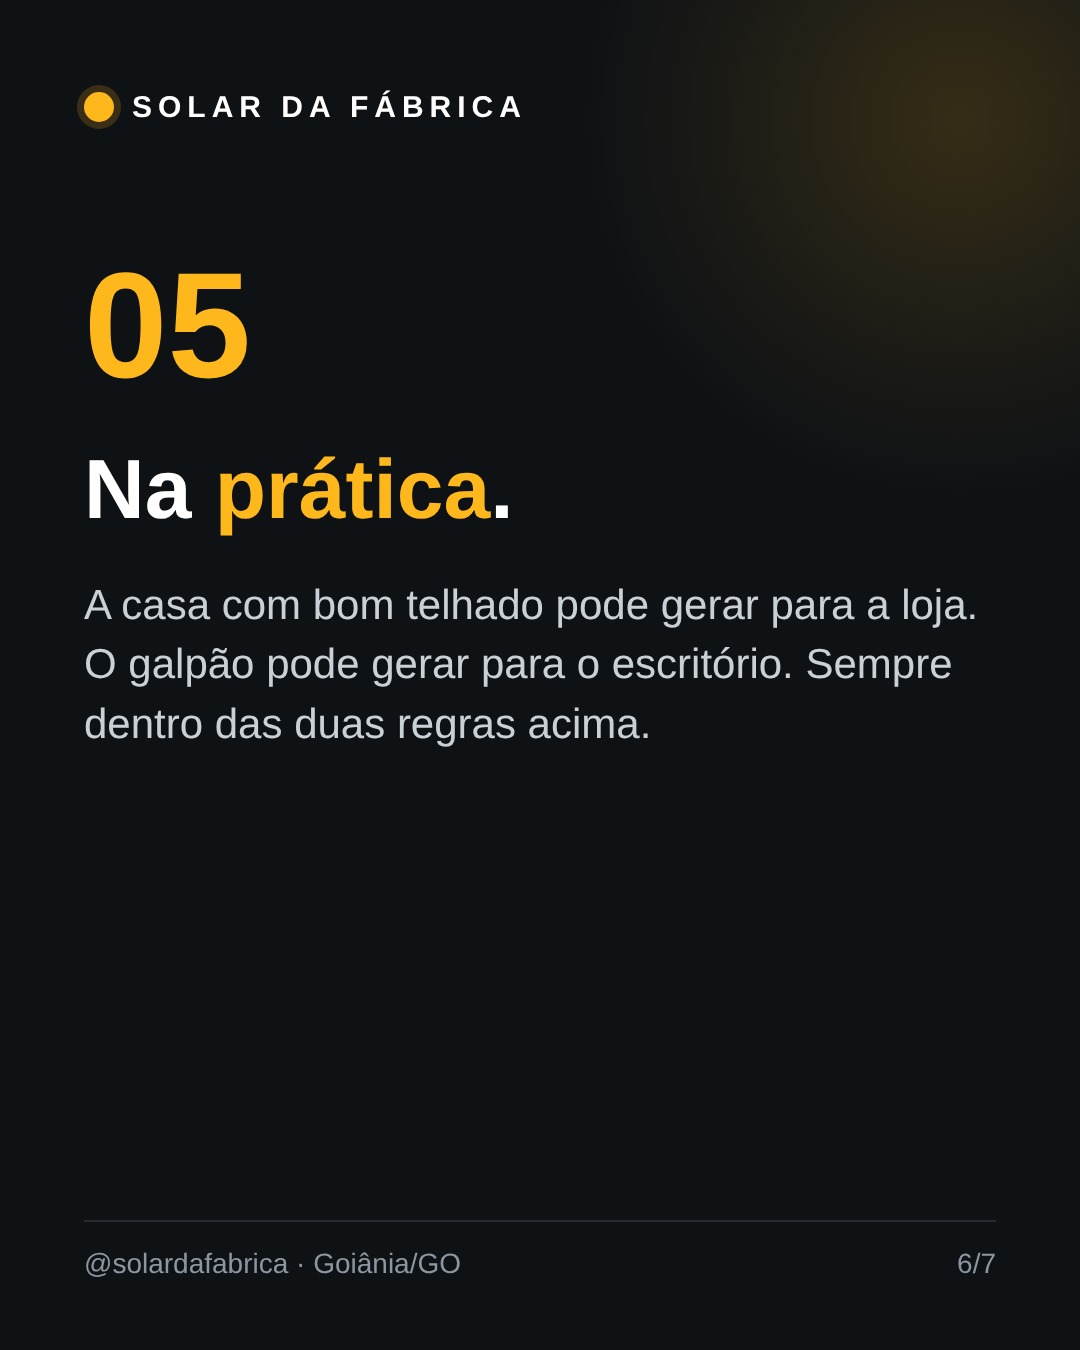 SOLAR DA FÁBRICA
05
Na prática.
A casa com bom telhado pode gerar para a loja.
O galpão pode gerar para o escritório. Sempre
dentro das duas regras acima.
@solardafabrica · Goiânia/GO
6/7